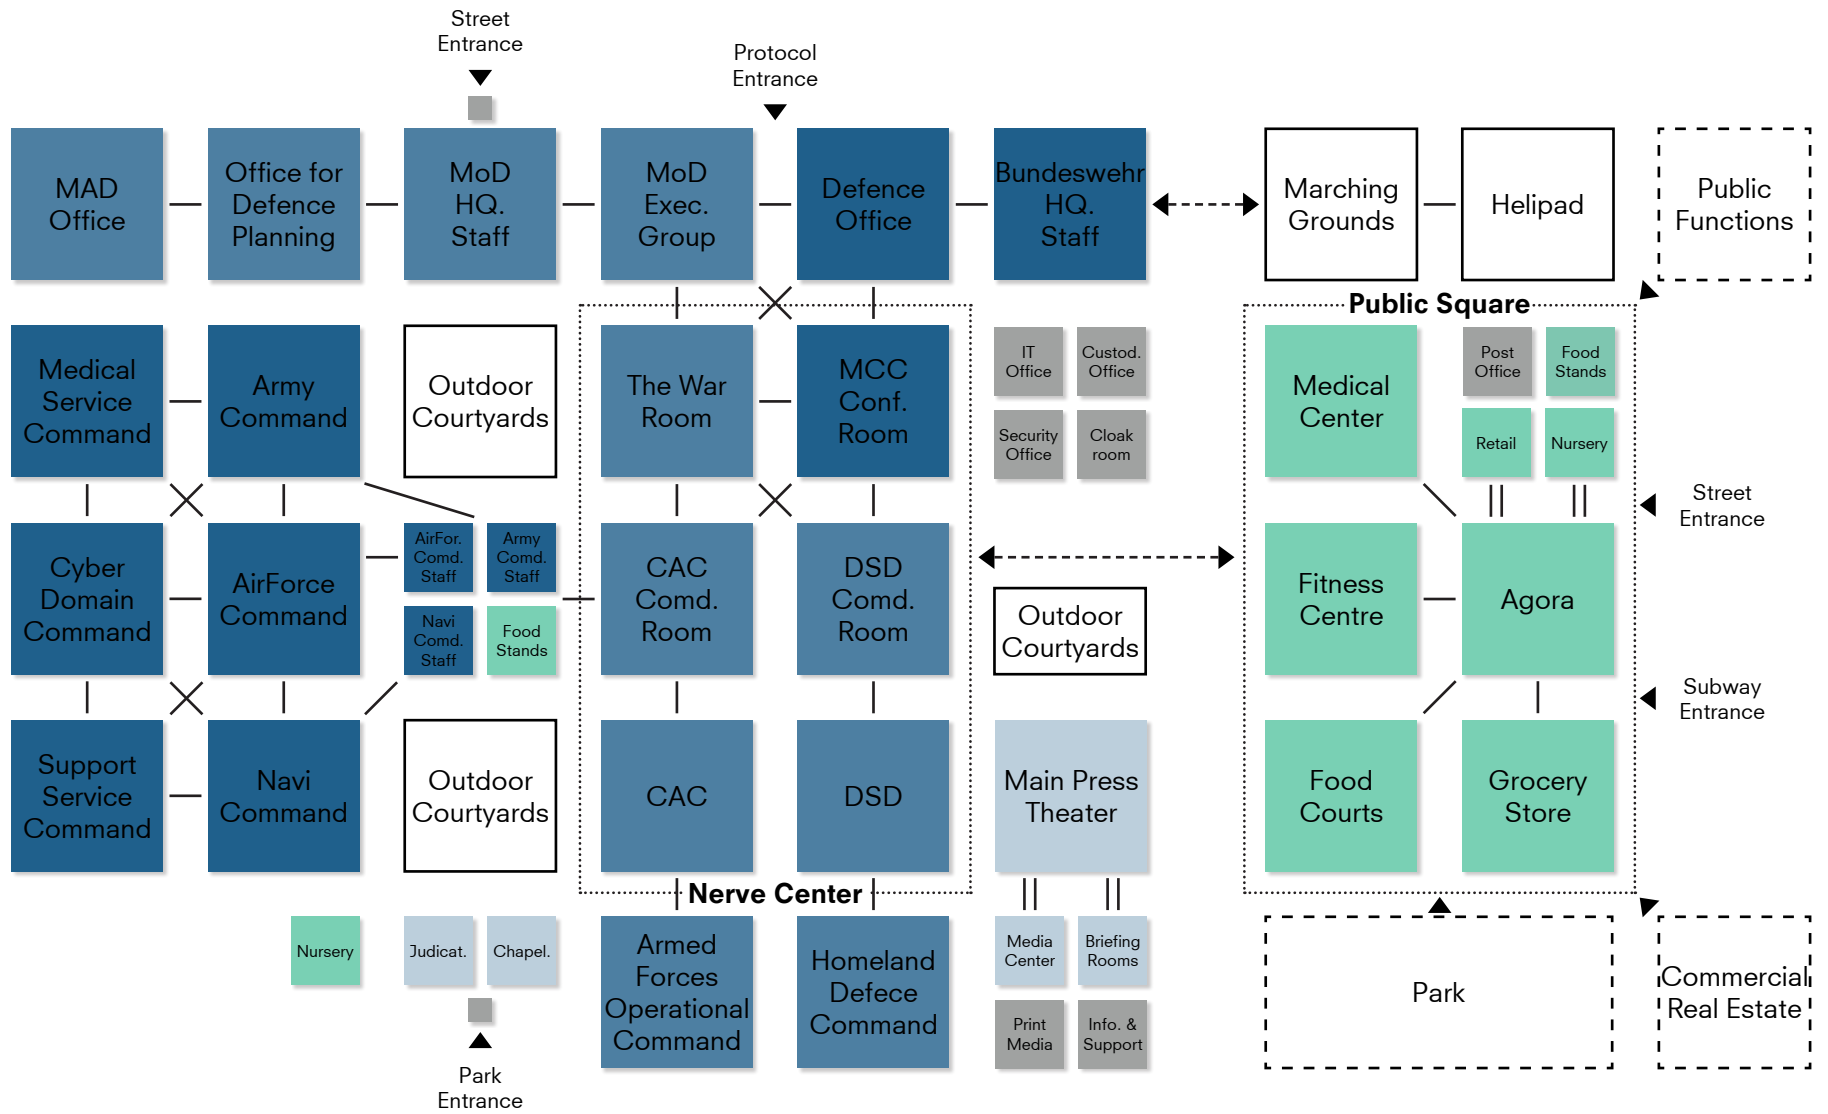 Street
Entrance
Protocol
Entrance
MAD
Office
Office for
Defence
Planning
MoD
HQ.
Staff
MoD
Exec.
Group
Defence
Office
Bundeswehr
HQ.
Staff
Marching
Grounds
Helipad
Public
Functions
Public Square
Medical
Service
Command
Army
Command
Outdoor
Courtyards
The War
Room
MCC
Conf.
Room
IT
Office
Custod.
Office
Security
Office
Cloak
room
Medical
Center
Post
Office
Food
Stands
Retail
Nursery
Street
Entrance
Cyber
Domain
Command
AirForce
Command
AirFor.
Comd.
Staff
Army
Comd.
Staff
Navi
Comd.
Staff
Food
Stands
CAC
Comd.
Room
DSD
Comd.
Room
Outdoor
Courtyards
Fitness
Centre
Agora
Subway
Entrance
Support
Service
Command
Navi
Command
Outdoor
Courtyards
CAC
DSD
Main Press
Theater
Food
Courts
Grocery
Store
Nerve Center
Nursery
Judicat.
Chapel.
Armed
Forces
Operational
Command
Homeland
Defece
Command
Media
Center
Briefing
Rooms
Print
Media
Info. &
Support
Park
Commercial
Real Estate
Park
Entrance